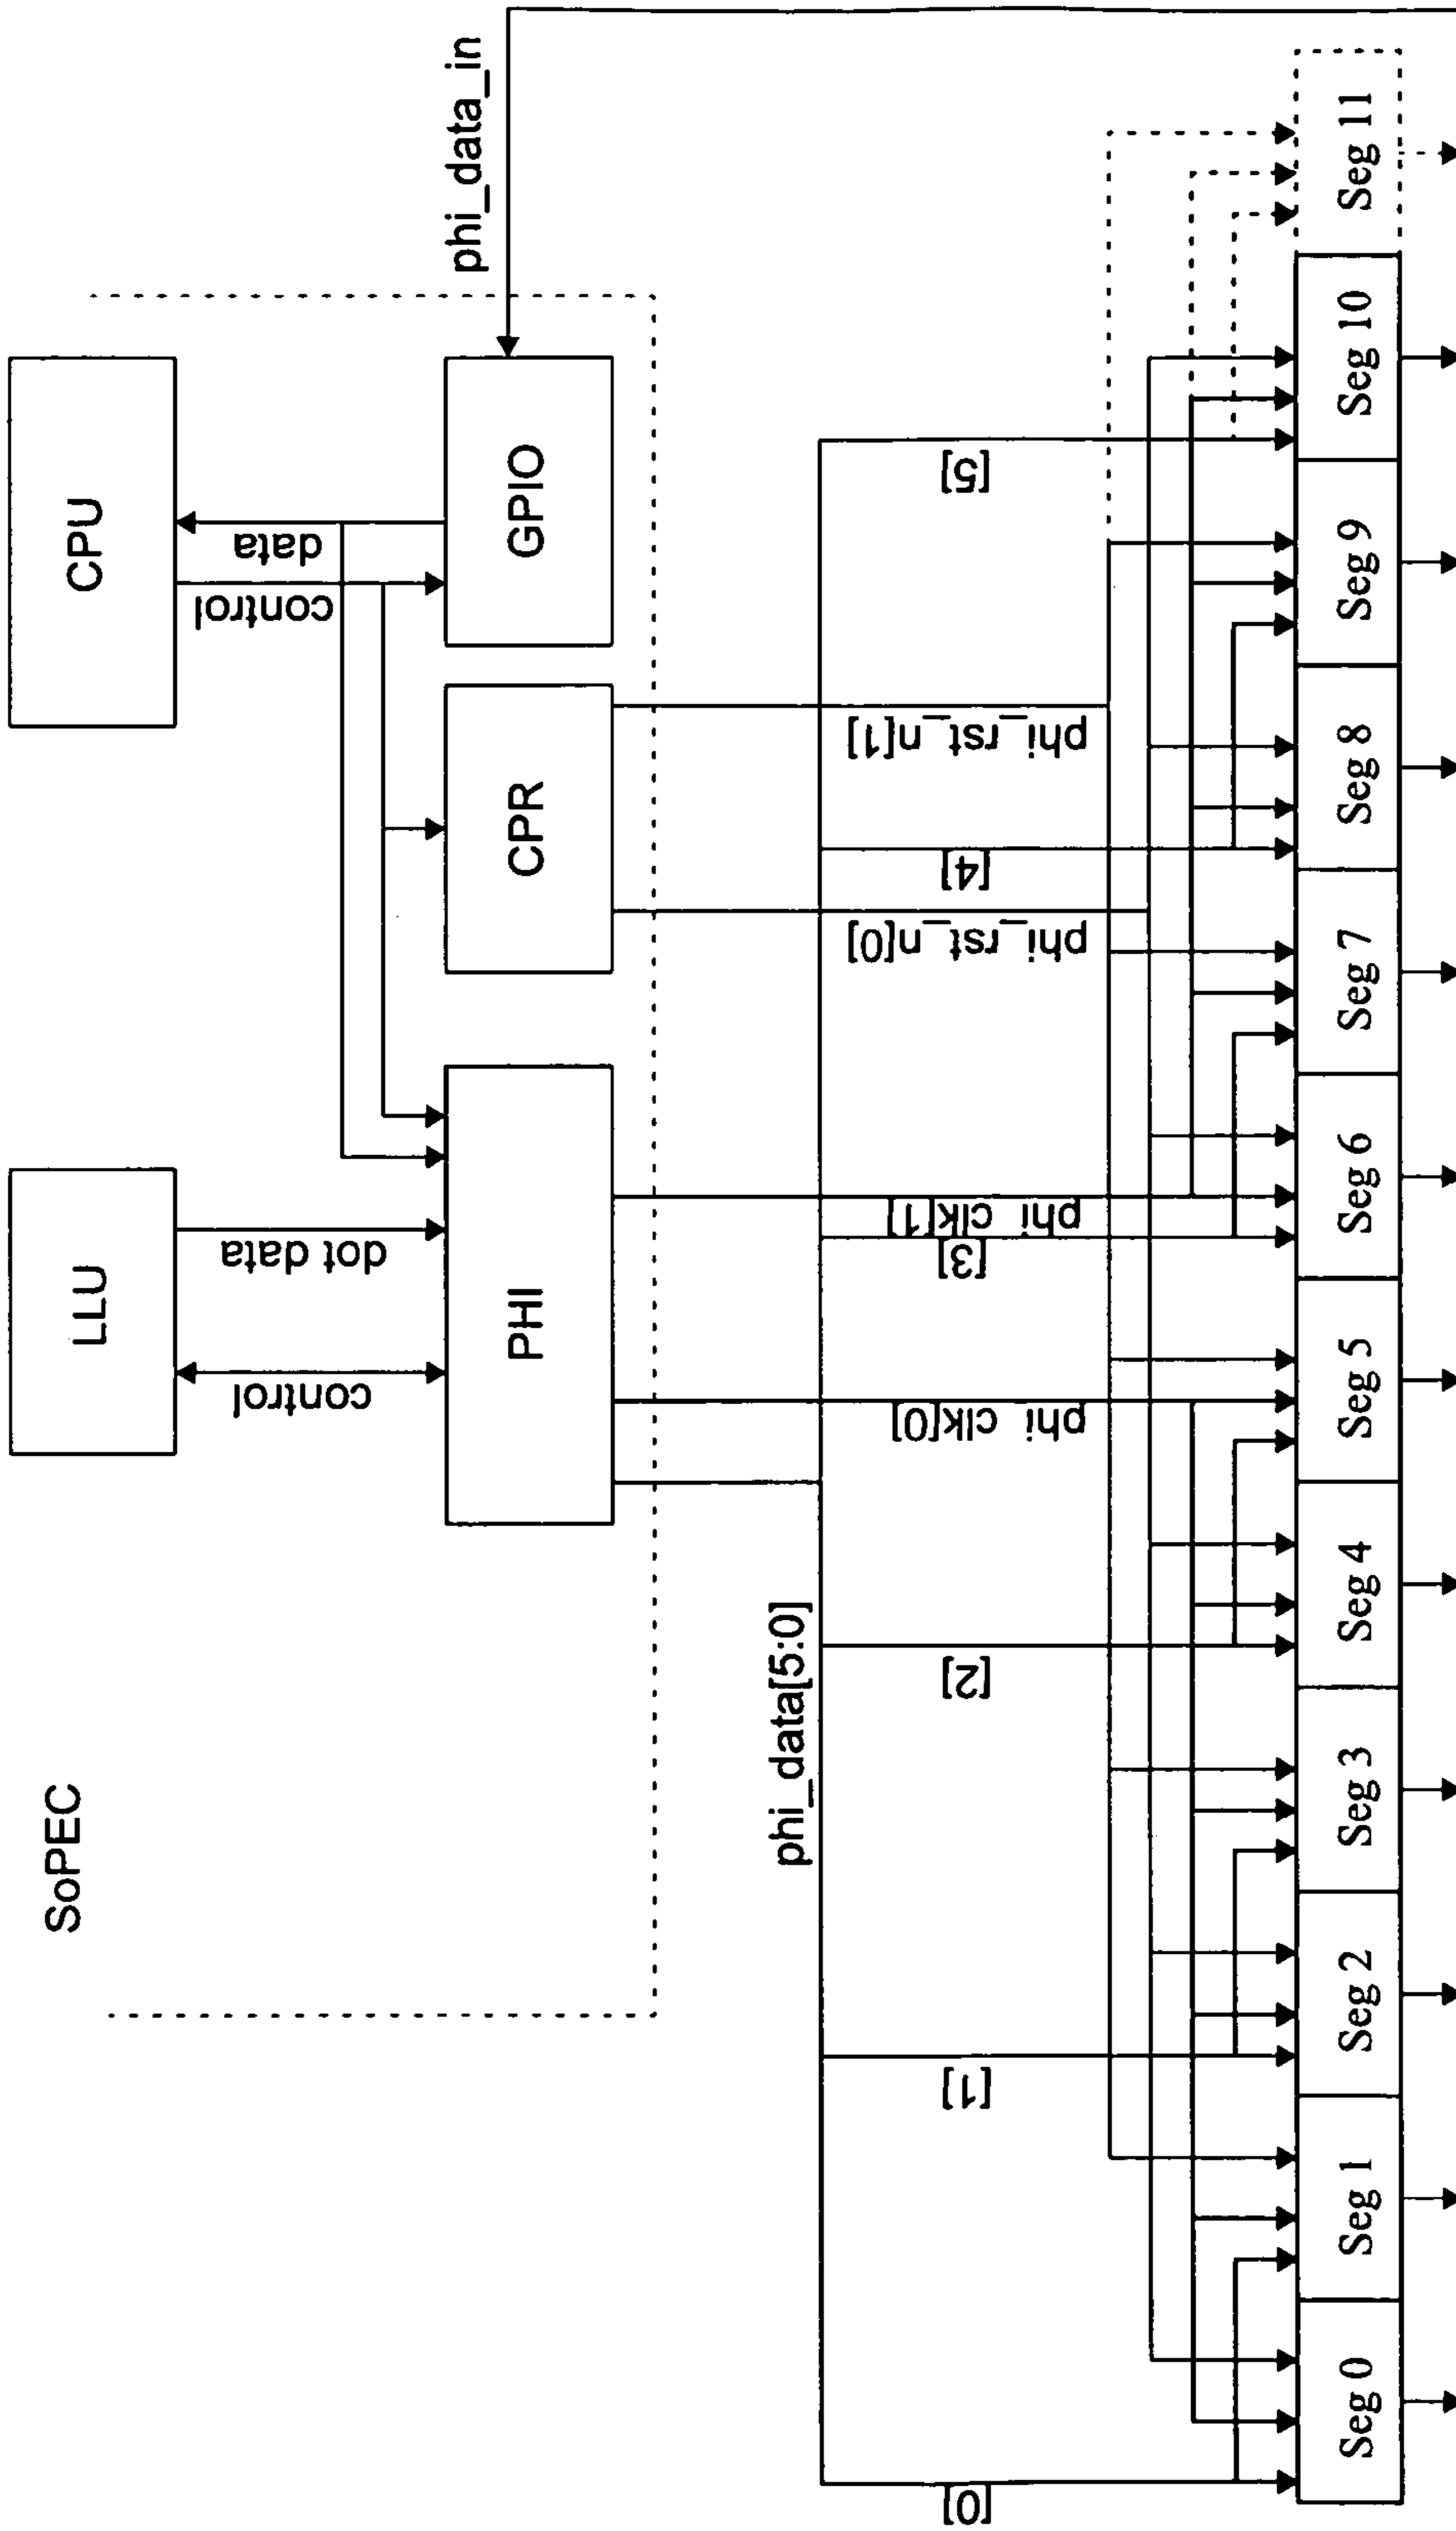 SoPEC
LLU
CPU
control
dot data
control
data
PHI
CPR
GPIO
phi_data_in
phi_data[5:0]
[0]
[1]
[2]
phi_clk[0]
[3]
phi_clk[1]
phi_rst_n[0]
[4]
phi_rst_n[1]
[5]
Seg 0
Seg 1
Seg 2
Seg 3
Seg 4
Seg 5
Seg 6
Seg 7
Seg 8
Seg 9
Seg 10
Seg 11